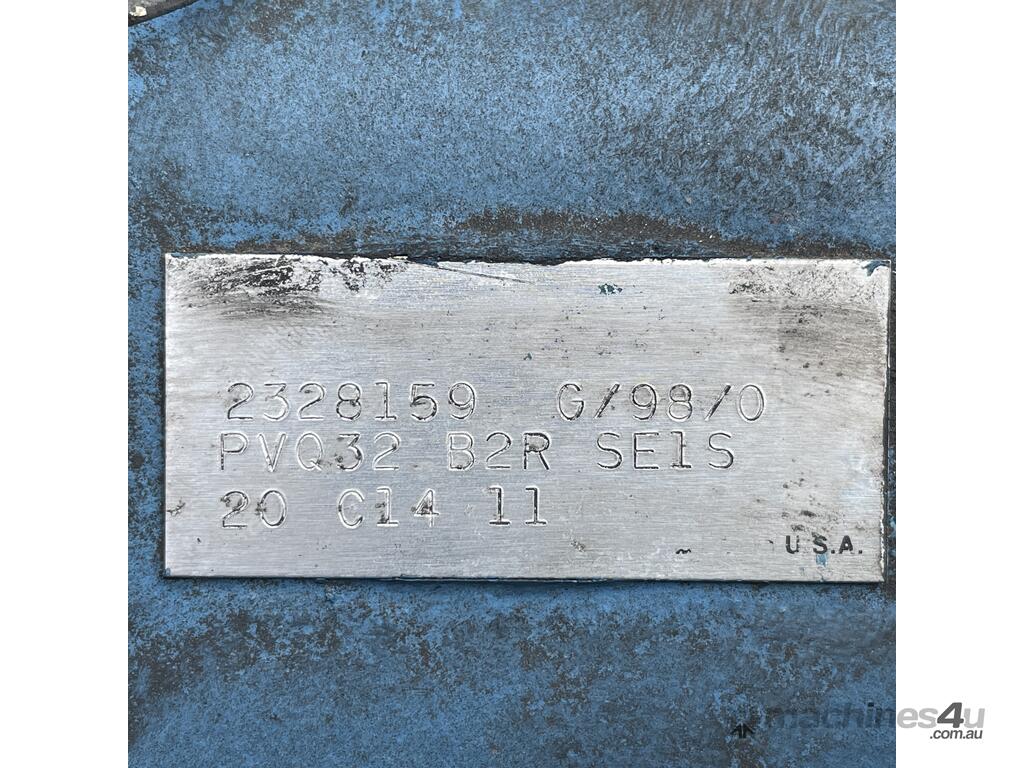 2328159 G/98/0
PVQ32 B2R SE1S
20 C14 11
U.S.A.
machines4u
.com.au